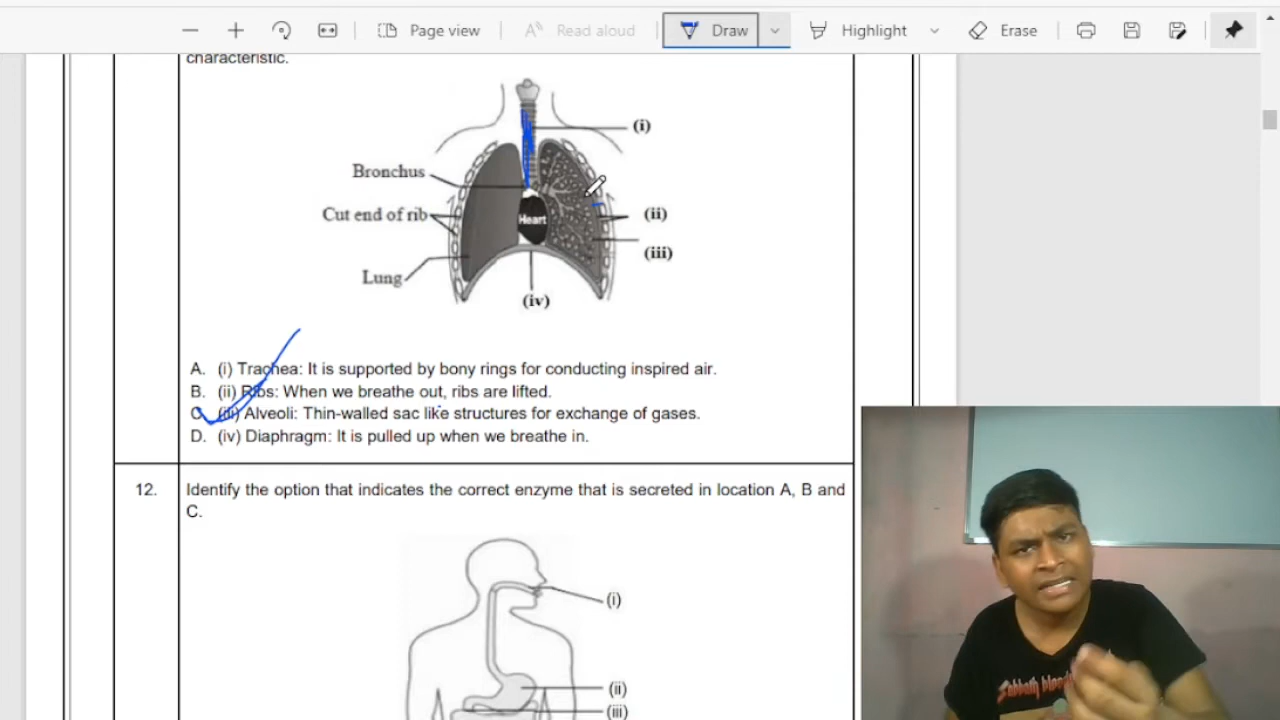 Page view
Read aloud
Draw
Highlight
Erase
characteristic.
(i)
Bronchus
Cut end of rib
Heart
(ii)
(iii)
Lung
(iv)
A. (i) Trachea: It is supported by bony rings for conducting inspired air.
B. (ii) Ribs: When we breathe out, ribs are lifted.
C. (iii) Alveoli: Thin-walled sac like structures for exchange of gases.
D. (iv) Diaphragm: It is pulled up when we breathe in.
12. Identify the option that indicates the correct enzyme that is secreted in location A, B and
C.
(i)
(ii)
(iii)